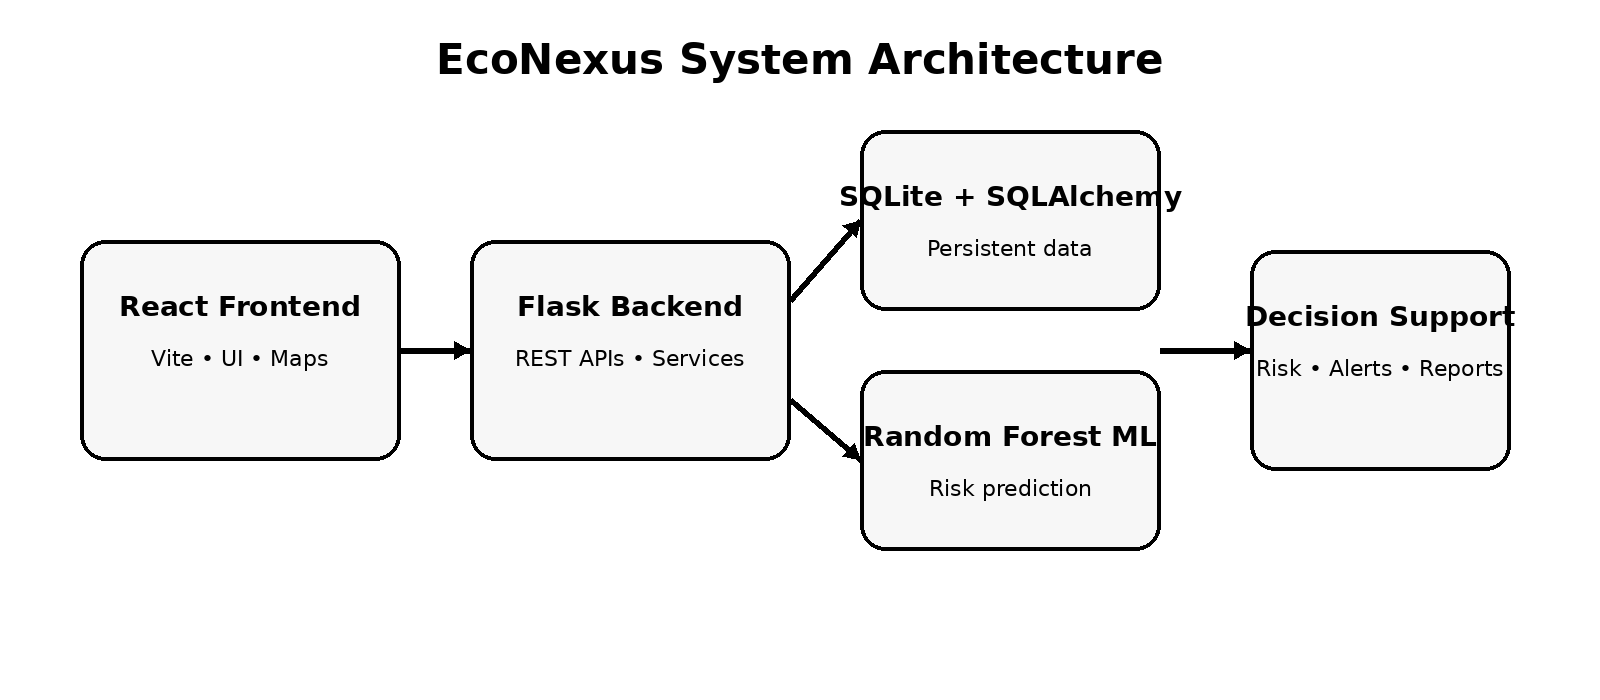 EcoNexus System Architecture
React Frontend
Vite • UI • Maps
Flask Backend
REST APIs • Services
SQLite + SQLAlchemy
Persistent data
Random Forest ML
Risk prediction
Decision Support
Risk • Alerts • Reports